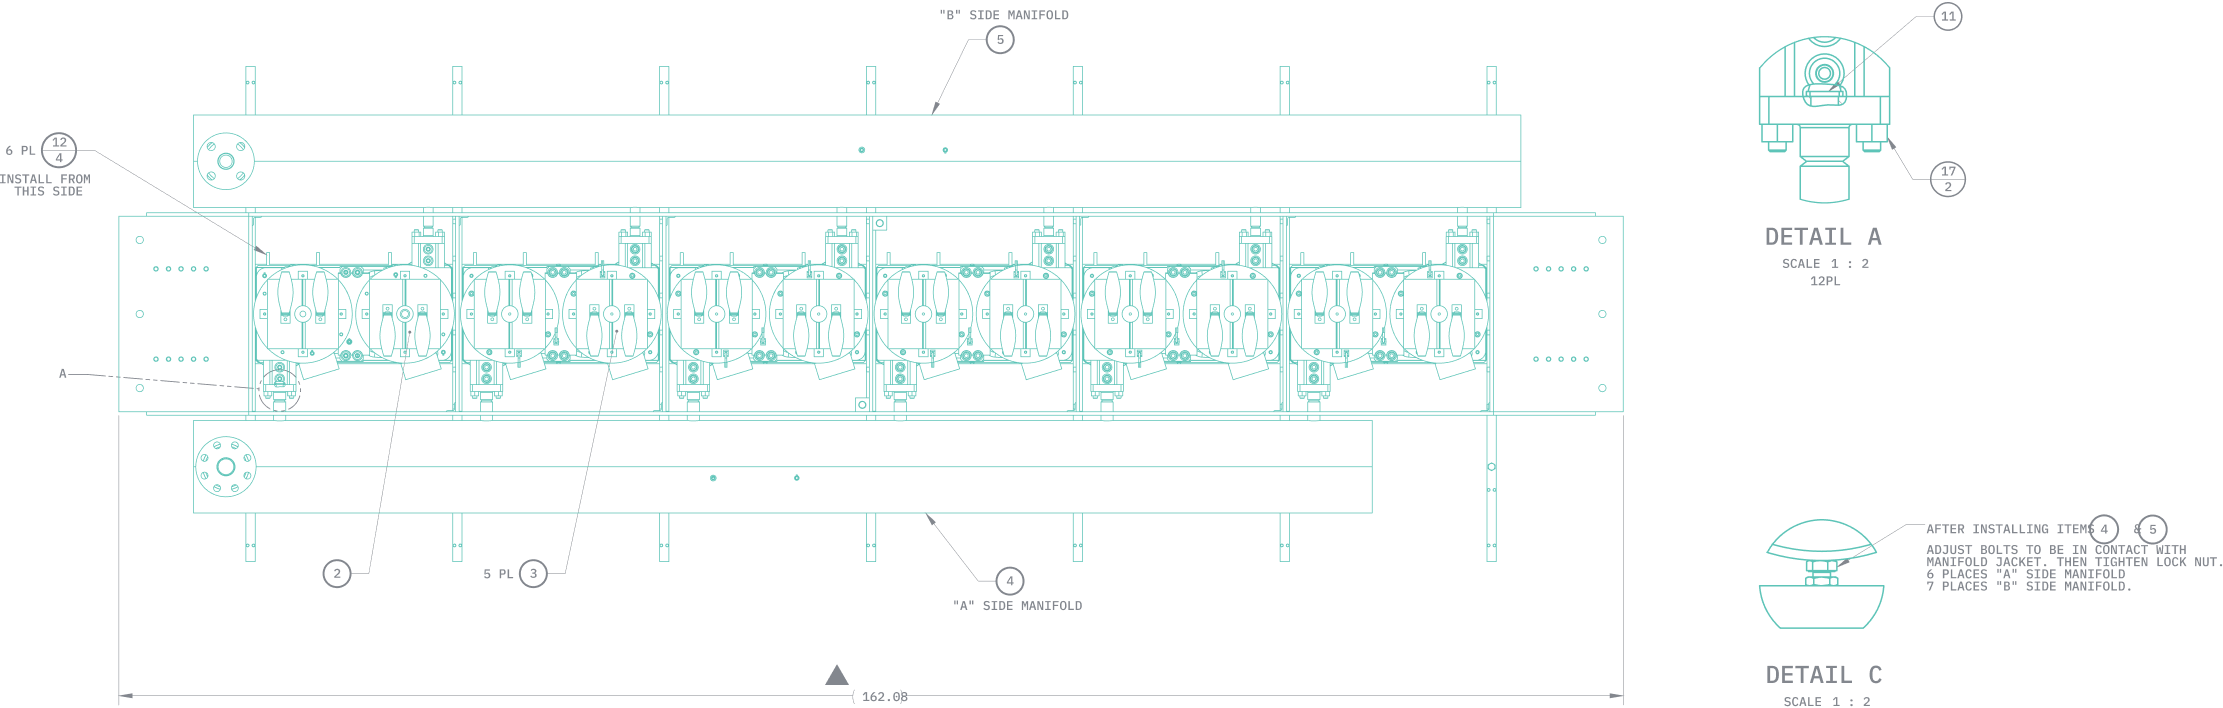 "B" SIDE MANIFOLD
5
11
12
6 PL
4
INSTALL FROM
THIS SIDE
17
2
DETAIL A
SCALE 1 : 2
12PL
A
2
5 PL 3
4
"A" SIDE MANIFOLD
AFTER INSTALLING ITEMS 4 & 5
ADJUST BOLTS TO BE IN CONTACT WITH
MANIFOLD JACKET. THEN TIGHTEN LOCK NUT.
6 PLACES "A" SIDE MANIFOLD
7 PLACES "B" SIDE MANIFOLD.
DETAIL C
SCALE 1 : 2
( 162.08 )